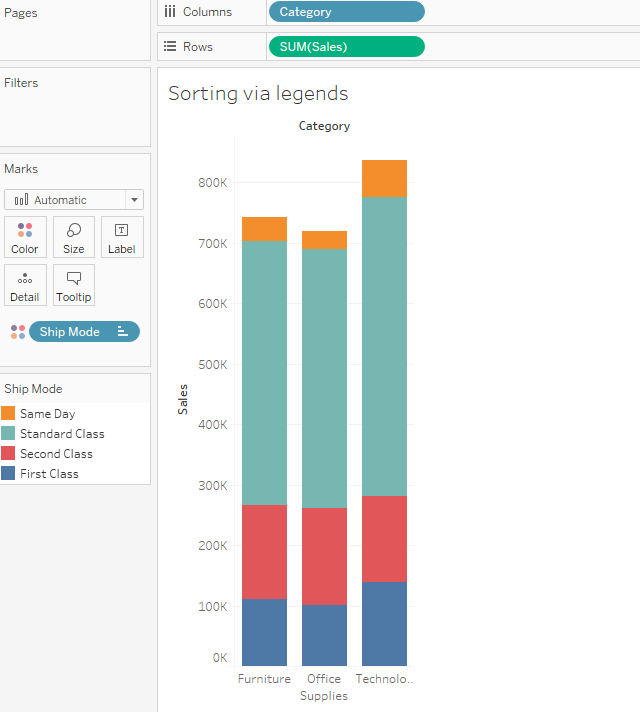 Pages
Columns
Category
Rows
SUM(Sales)
Filters
Marks
Automatic
Color
Size
Label
Detail
Tooltip
Ship Mode
Ship Mode
Same Day
Standard Class
Second Class
First Class
Sorting via legends
Category
800K
700K
600K
500K
400K
300K
200K
100K
0K
Sales
Furniture
Office
Supplies
Technolo..